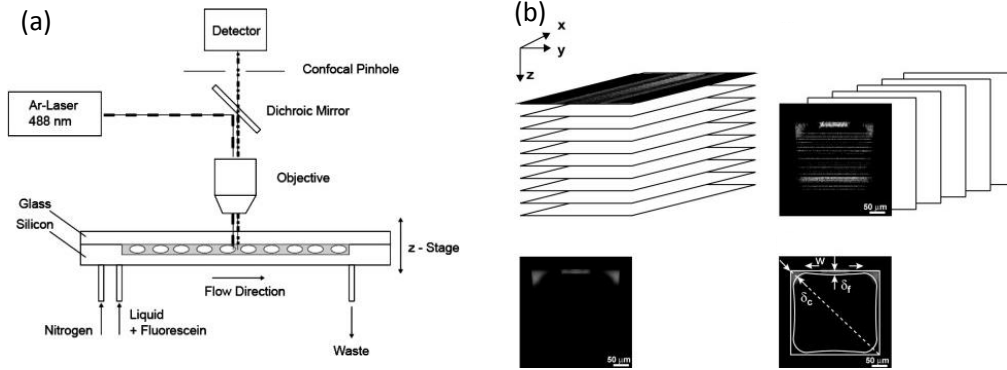 (a)
Detector
Confocal Pinhole
Ar-Laser
488 nm
Dichroic Mirror
Objective
Glass
Silicon
z - Stage
Flow Direction
Nitrogen
Liquid
+ Fluorescein
Waste
(b)
x
y
z
50 µm
50 µm
w
δf
δc
50 µm